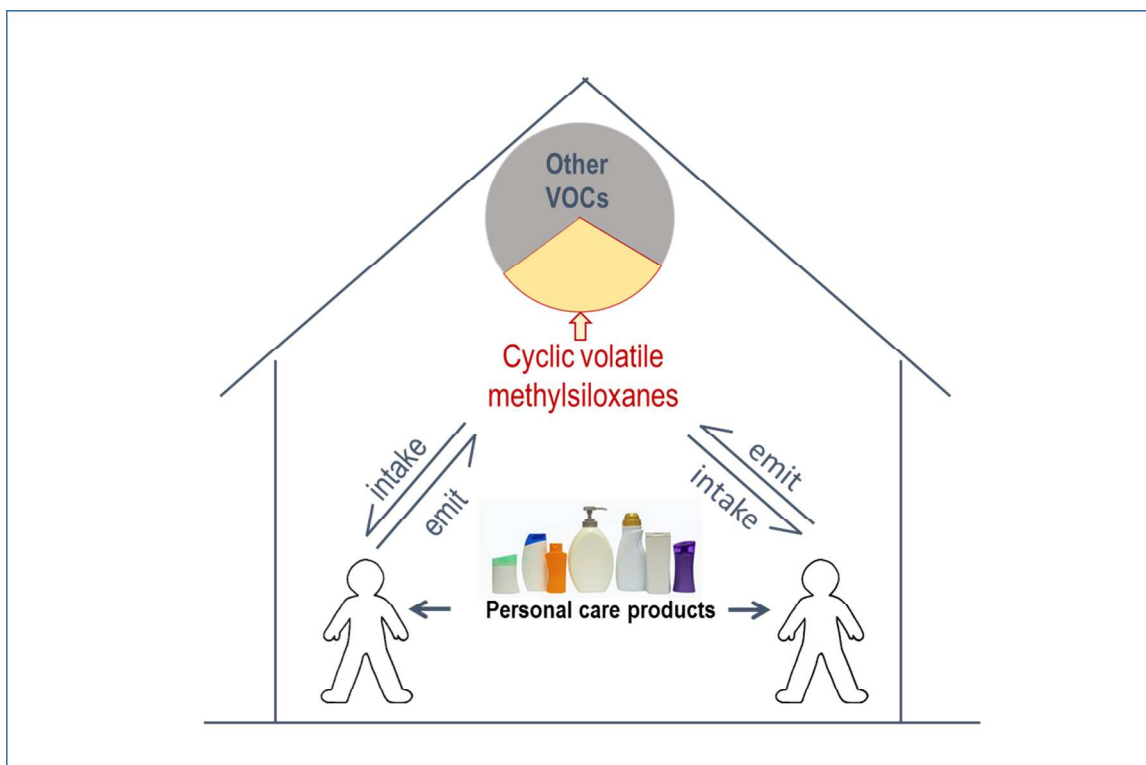 Other
VOCs
Cyclic volatile
methylsiloxanes
intake
emit
emit
intake
Personal care products